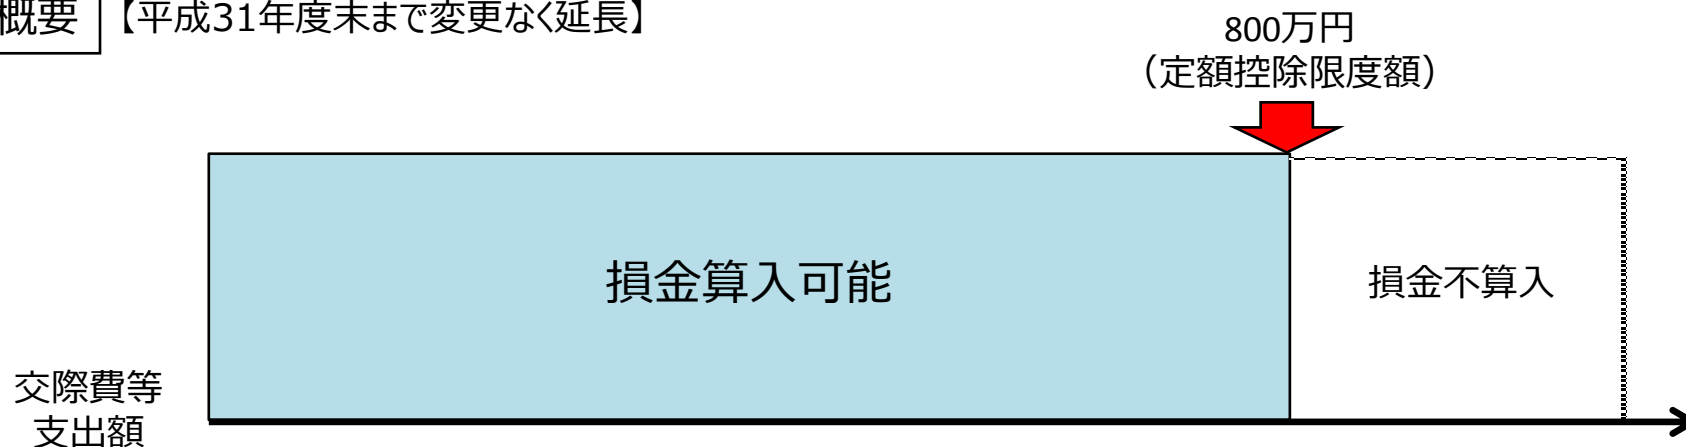 概要 【平成31年度末まで変更なく延長】
800万円
（定額控除限度額）
損金算入可能
損金不算入
交際費等
支出額